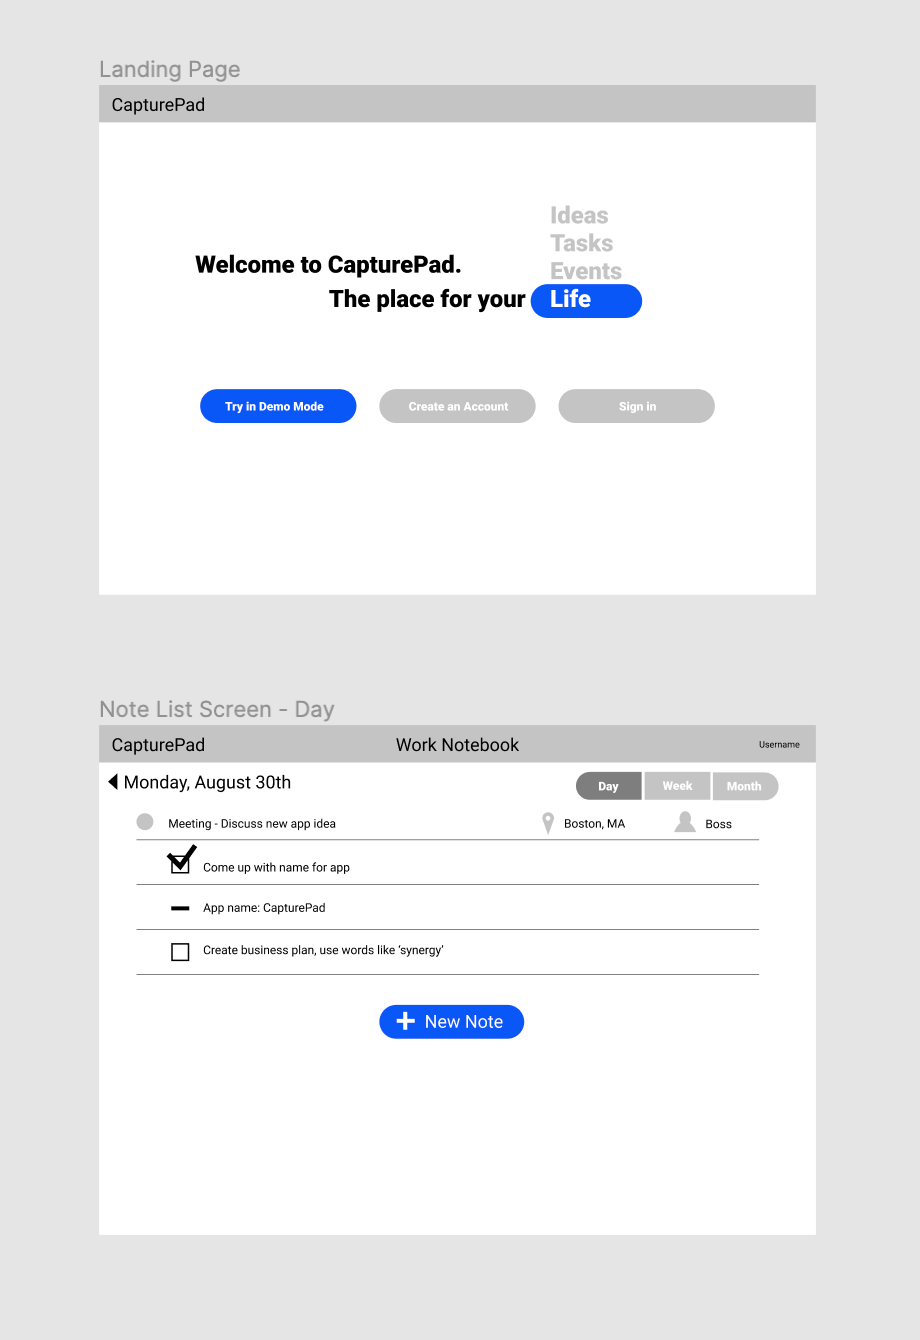 Landing Page
CapturePad
Ideas
Tasks
Events
Welcome to CapturePad.
The place for your Life
Try in Demo Mode Create an Account Sign in
Note List Screen - Day
CapturePad Work Notebook Username
Monday, August 30th Day Week Month
Meeting - Discuss new app idea Boston, MA Boss
Come up with name for app
App name: CapturePad
Create business plan, use words like ‘synergy’
New Note